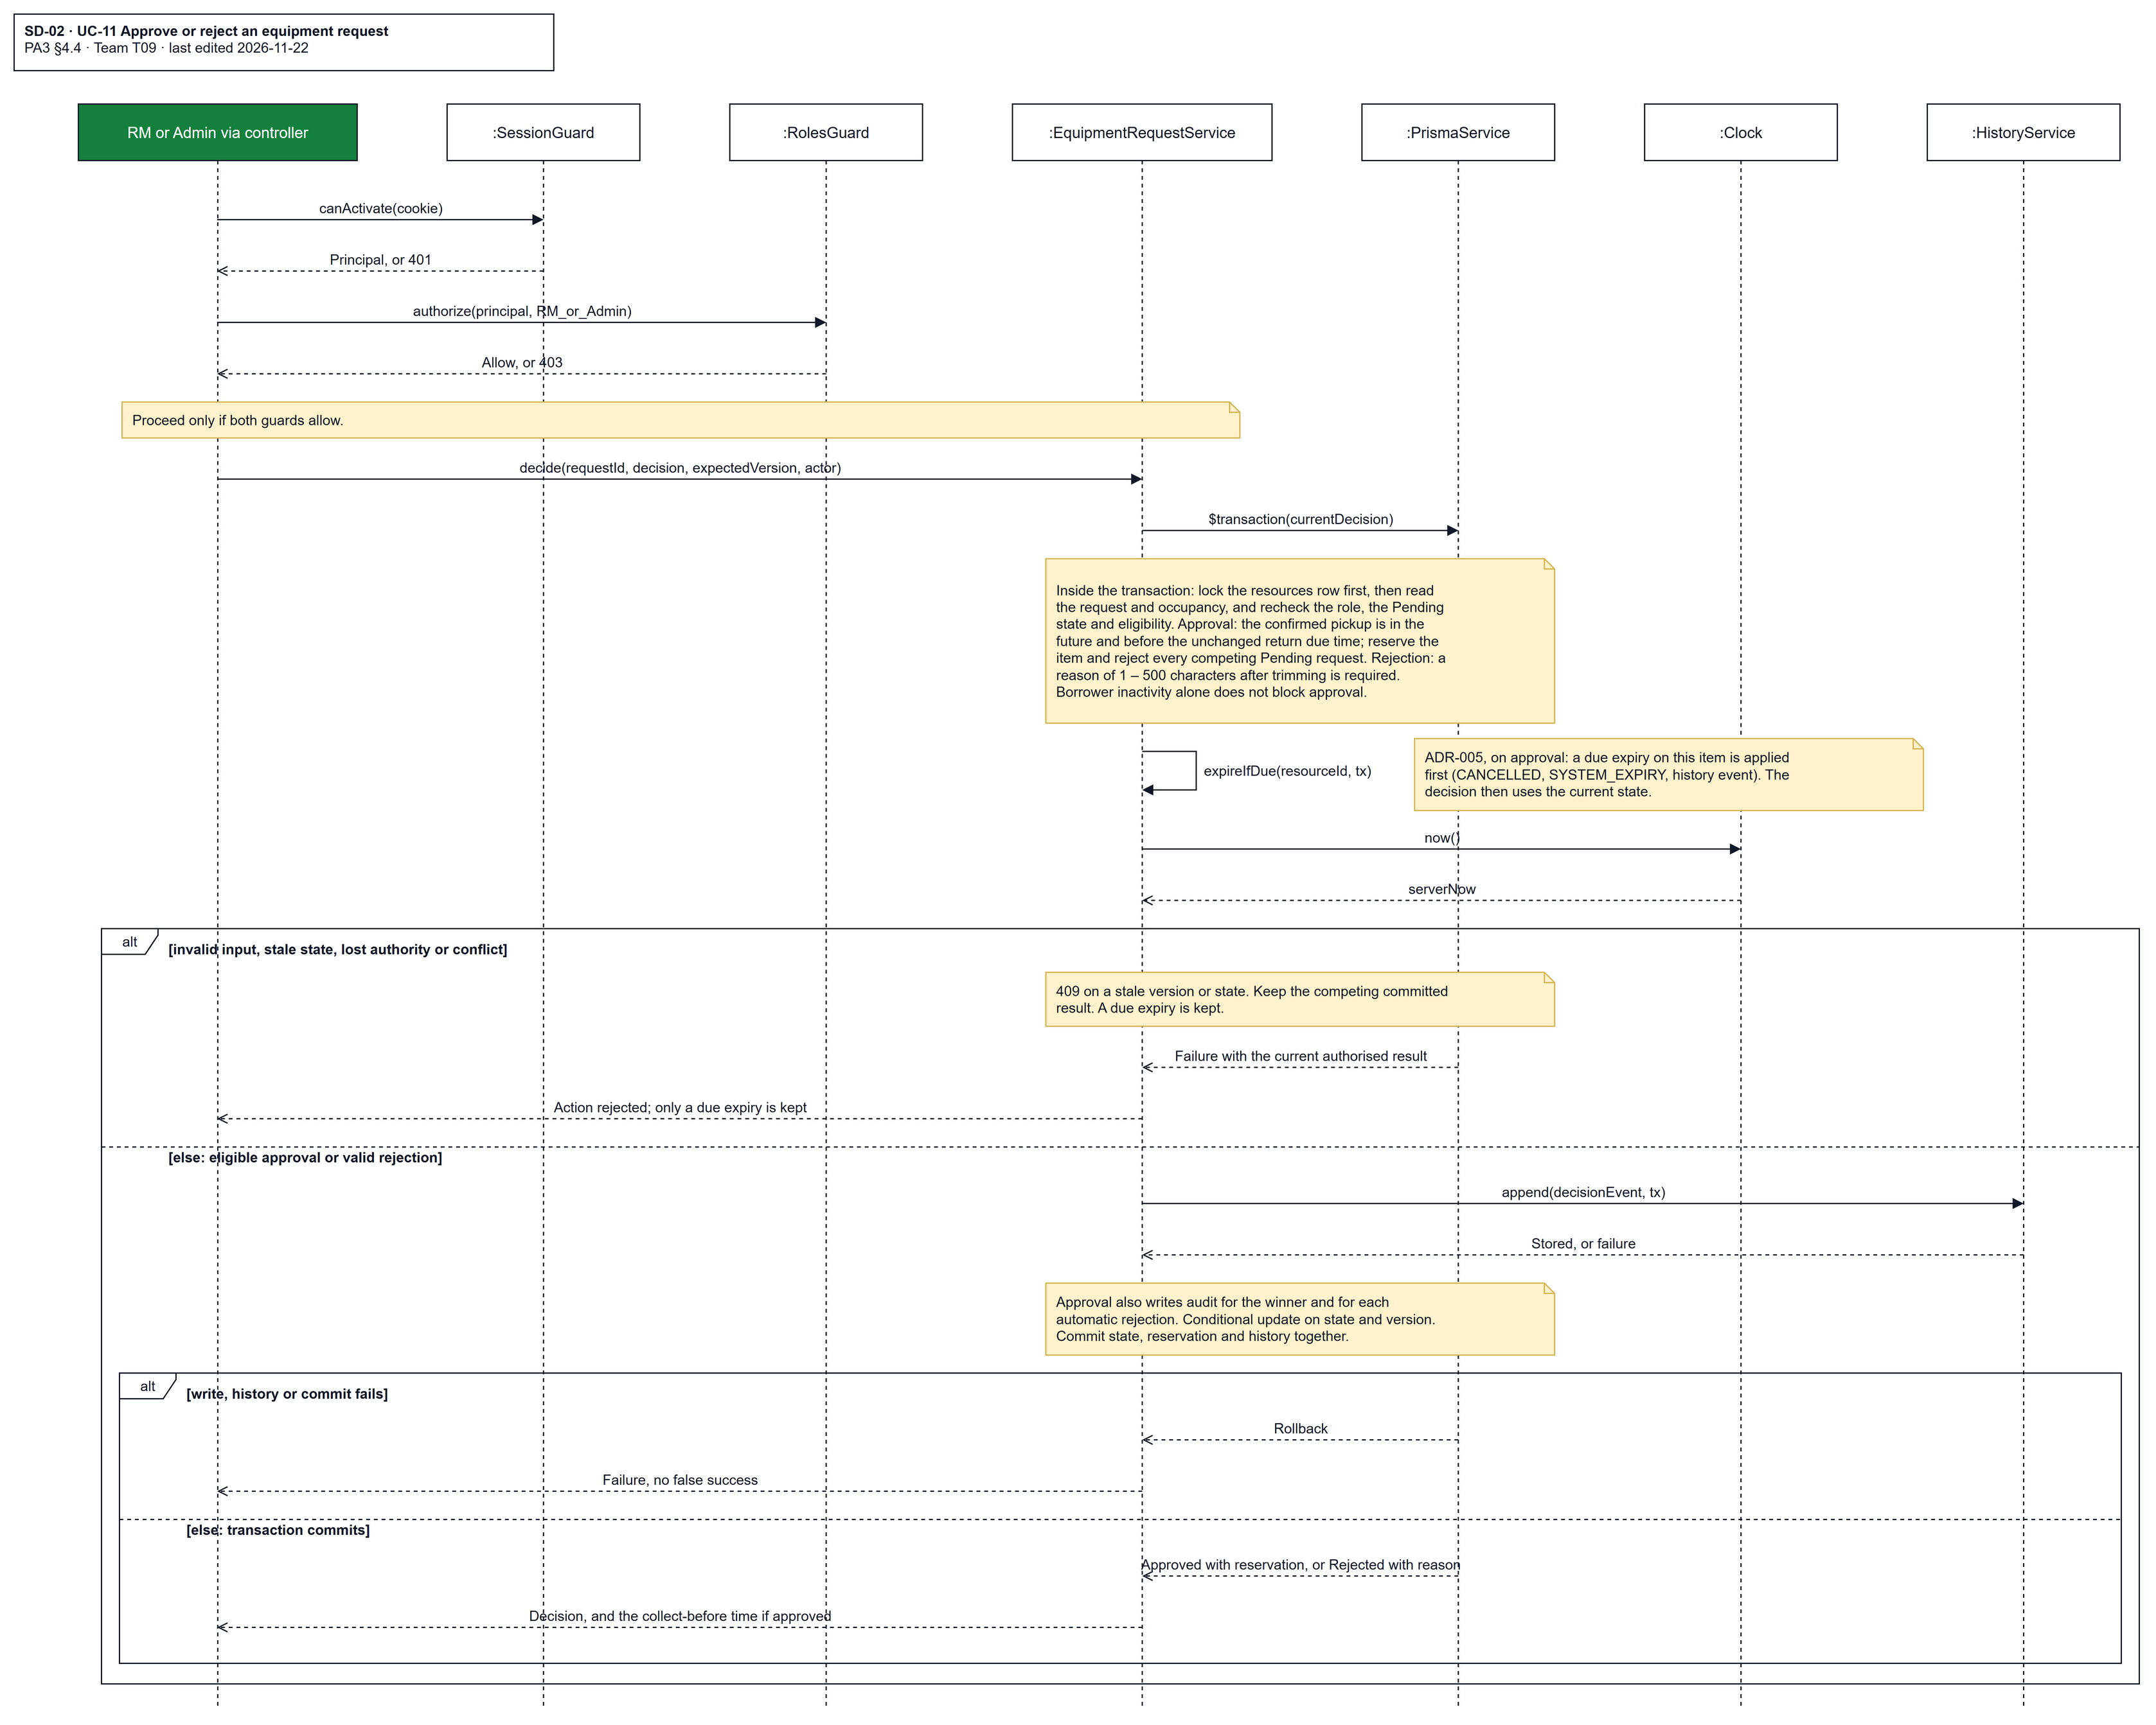 SD-02 · UC-11 Approve or reject an equipment request
PA3 §4.4 · Team T09 · last edited 2026-11-22
RM or Admin via controller
:SessionGuard
:RolesGuard
:EquipmentRequestService
:PrismaService
:Clock
:HistoryService
canActivate(cookie)
Principal, or 401
authorize(principal, RM_or_Admin)
Allow, or 403
Proceed only if both guards allow.
decide(requestId, decision, expectedVersion, actor)
$transaction(currentDecision)
Inside the transaction: lock the resources row first, then read
the request and occupancy, and recheck the role, the Pending
state and eligibility. Approval: the confirmed pickup is in the
future and before the unchanged return due time; reserve the
item and reject every competing Pending request. Rejection: a
reason of 1 – 500 characters after trimming is required.
Borrower inactivity alone does not block approval.
expireIfDue(resourceId, tx)
ADR-005, on approval: a due expiry on this item is applied
first (CANCELLED, SYSTEM_EXPIRY, history event). The
decision then uses the current state.
now()
serverNow
alt
[invalid input, stale state, lost authority or conflict]
409 on a stale version or state. Keep the competing committed
result. A due expiry is kept.
Failure with the current authorised result
Action rejected; only a due expiry is kept
[else: eligible approval or valid rejection]
append(decisionEvent, tx)
Stored, or failure
Approval also writes audit for the winner and for each
automatic rejection. Conditional update on state and version.
Commit state, reservation and history together.
alt
[write, history or commit fails]
Rollback
Failure, no false success
[else: transaction commits]
Approved with reservation, or Rejected with reason
Decision, and the collect-before time if approved